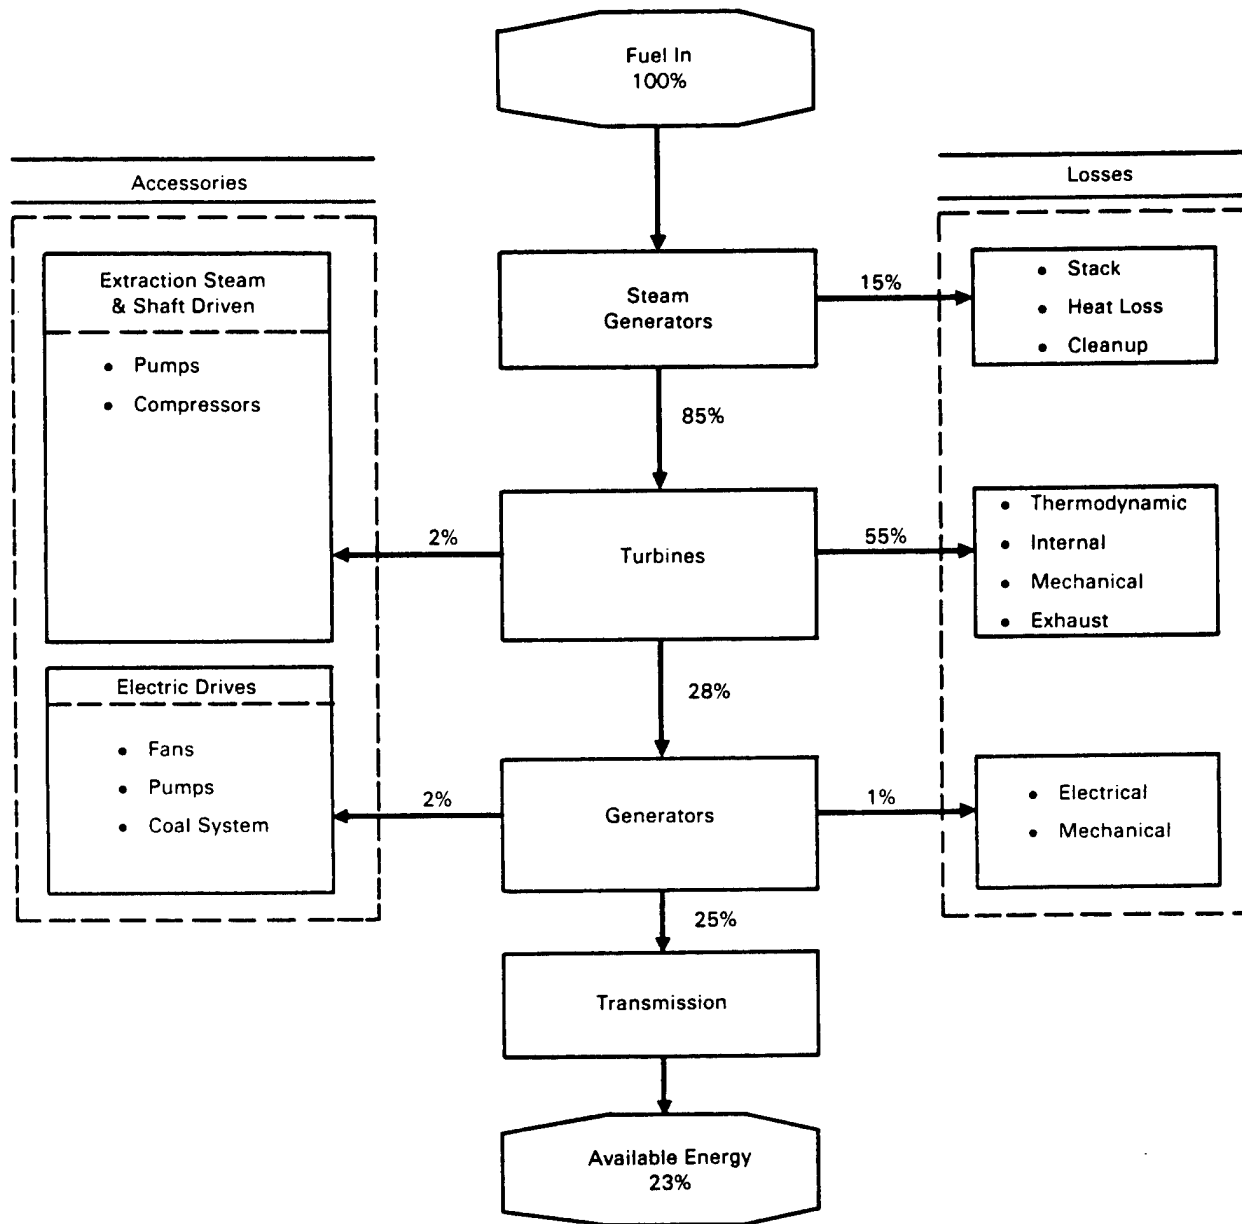 Fuel In
100%
Accessories
Losses
Extraction Steam
& Shaft Driven
• Pumps
• Compressors
Steam
Generators
15%
• Stack
• Heat Loss
• Cleanup
85%
2%
Turbines
55%
• Thermodynamic
• Internal
• Mechanical
• Exhaust
28%
Electric Drives
• Fans
• Pumps
• Coal System
2%
Generators
1%
• Electrical
• Mechanical
25%
Transmission
Available Energy
23%